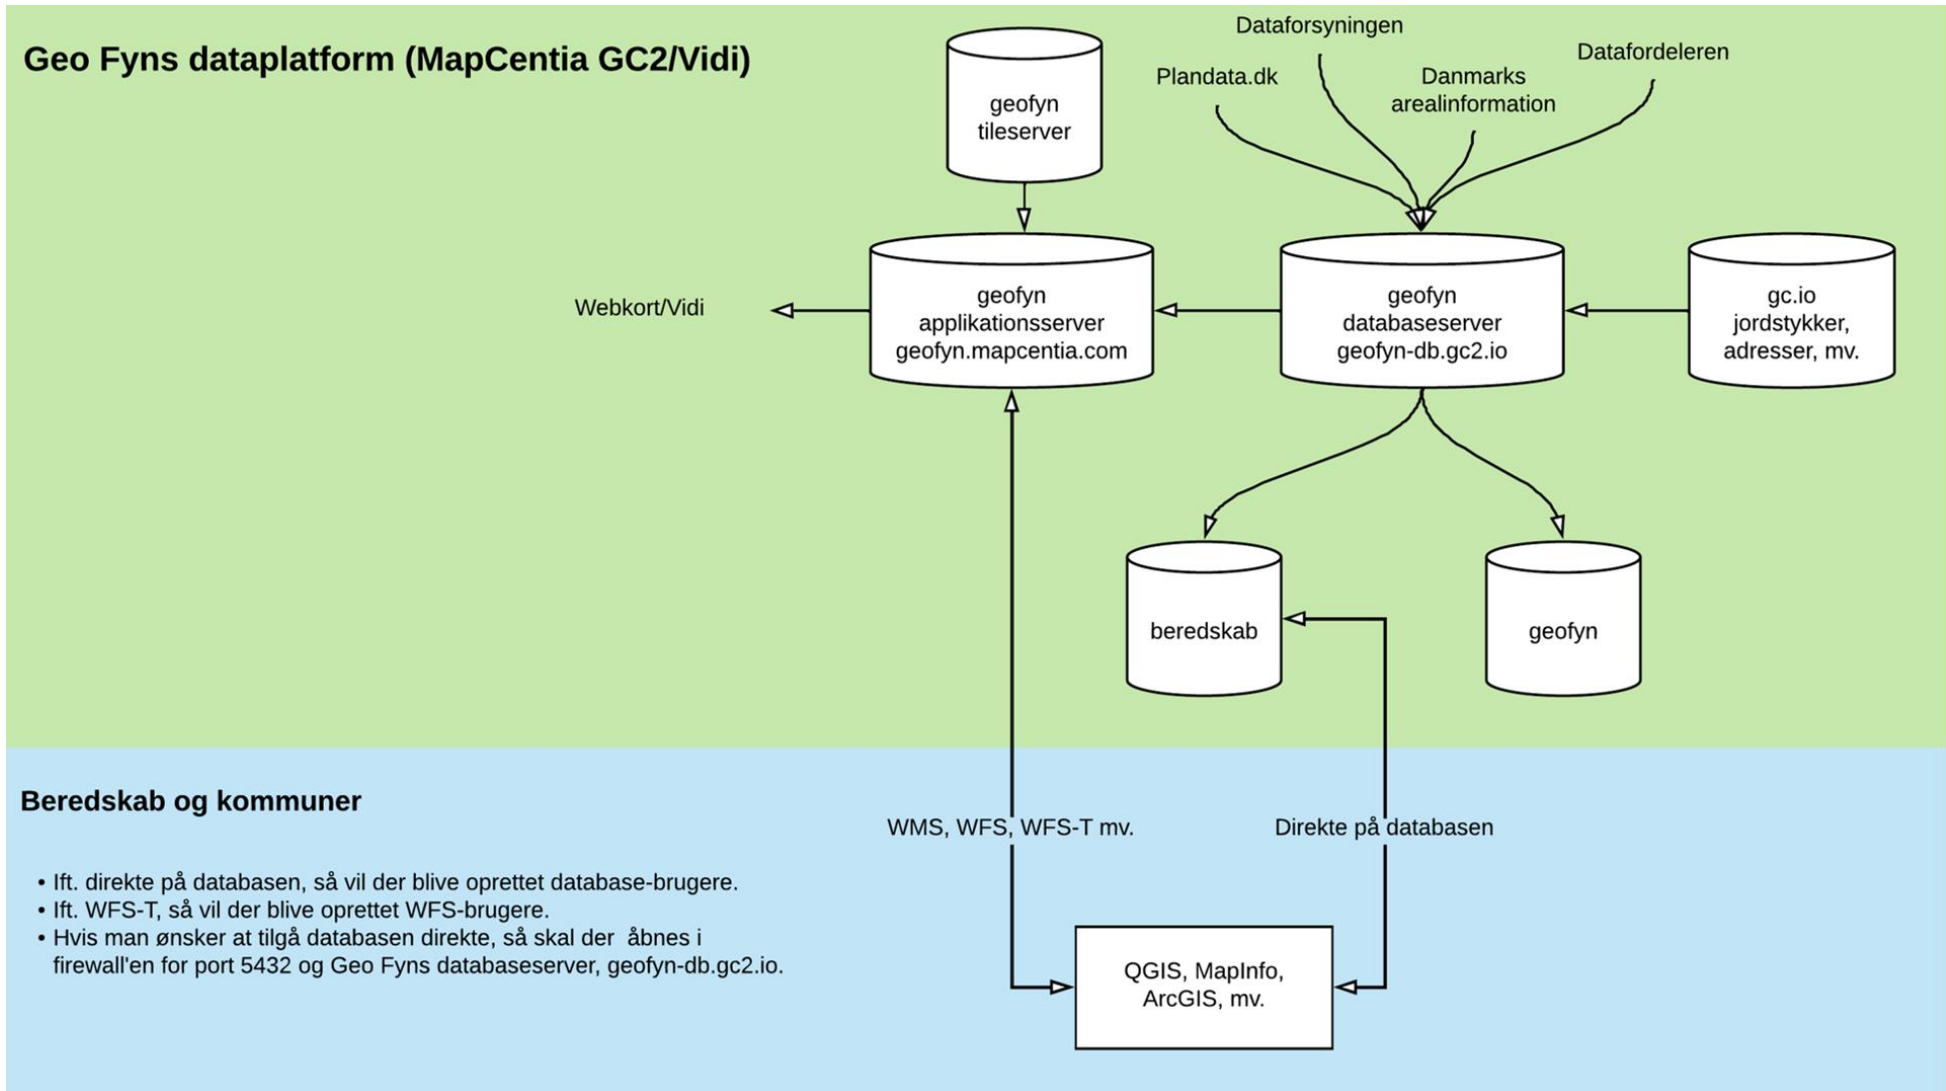 Geo Fyns dataplatform (MapCentia GC2/Vidi)
geofyn
tileserver
Plandata.dk
Dataforsyningen
Danmarks
arealinformation
Datafordeleren
Webkort/Vidi
geofyn
applikationsserver
geofyn.mapcentia.com
geofyn
databaseserver
geofyn-db.gc2.io
gc.io
jordstykker,
adresser, mv.
beredskab
geofyn
Beredskab og kommuner
• Ift. direkte på databasen, så vil der blive oprettet database-brugere.
• Ift. WFS-T, så vil der blive oprettet WFS-brugere.
• Hvis man ønsker at tilgå databasen direkte, så skal der åbnes i
firewall'en for port 5432 og Geo Fyns databaseserver, geofyn-db.gc2.io.
WMS, WFS, WFS-T mv.
Direkte på databasen
QGIS, MapInfo,
ArcGIS, mv.